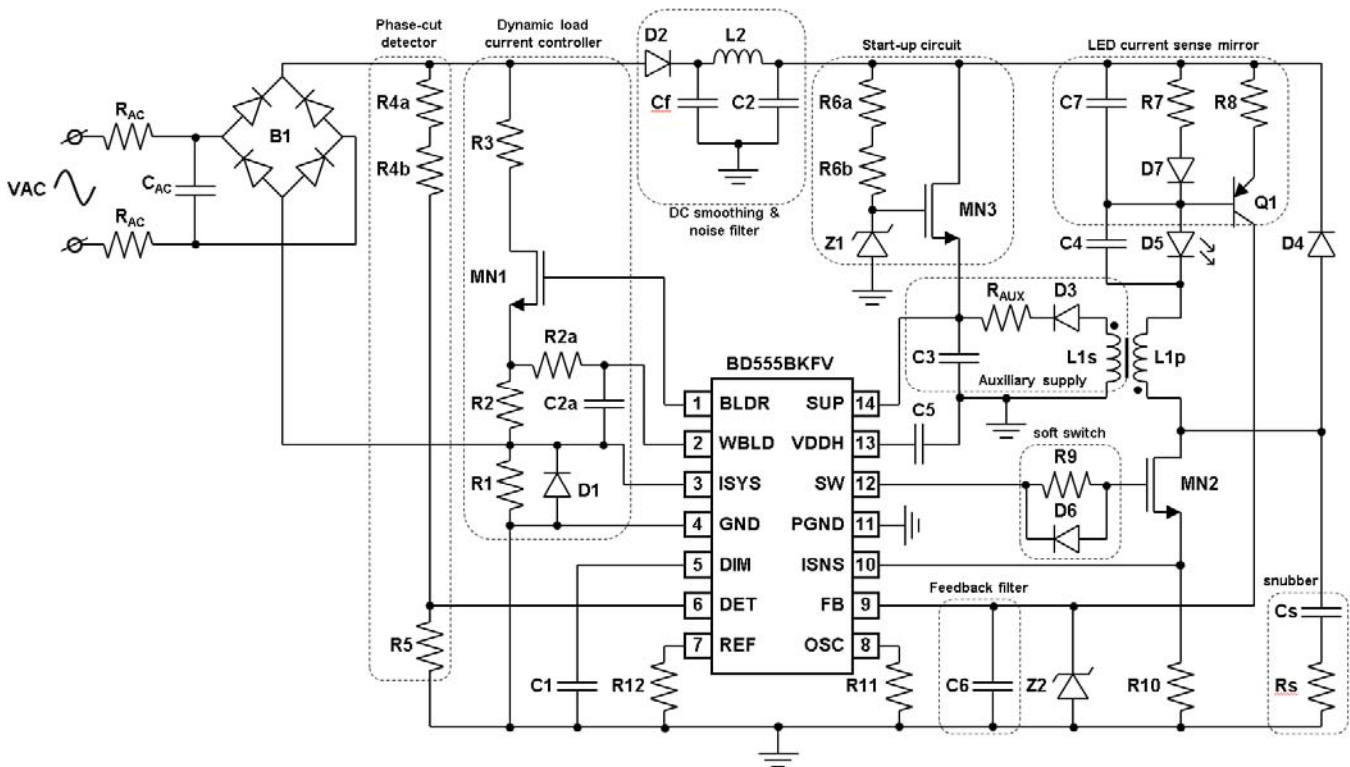 Phase-cut
detector
Dynamic load
current controller
D2
L2
Start-up circuit
LED current sense mirror
R4a
Cf
C2
R6a
C7
R7
R8
RAC
B1
R3
R4b
R6b
D7
VAC
CAC
RAC
DC smoothing &
noise filter
MN3
Q1
Z1
C4
D5
D4
MN1
RAUX
D3
R2a
BD555BKFV
C3
L1s
L1p
Auxiliary supply
R2
C2a
1
BLDR
SUP
14
C5
2
WBLD
VDDH
13
soft switch
R1
D1
3
ISYS
SW
12
R9
MN2
4
GND
PGND
11
D6
5
DIM
ISNS
10
Feedback filter
snubber
6
DET
FB
9
Cs
R5
7
REF
OSC
8
C1
R12
R11
C6
Z2
R10
Rs